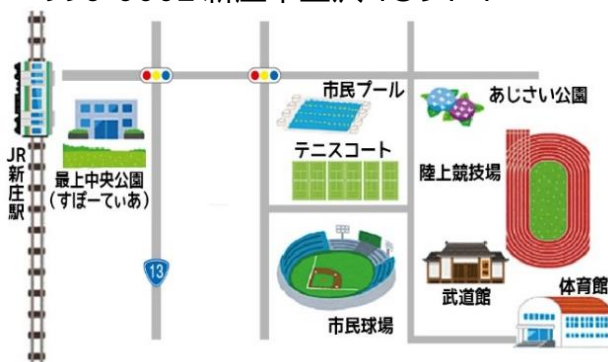 市民プール
あじさい公園
JR新庄駅
最上中央公園
(すぽーてぃあ)
テニスコート
陸上競技場
13
市民球場
武道館
体育館